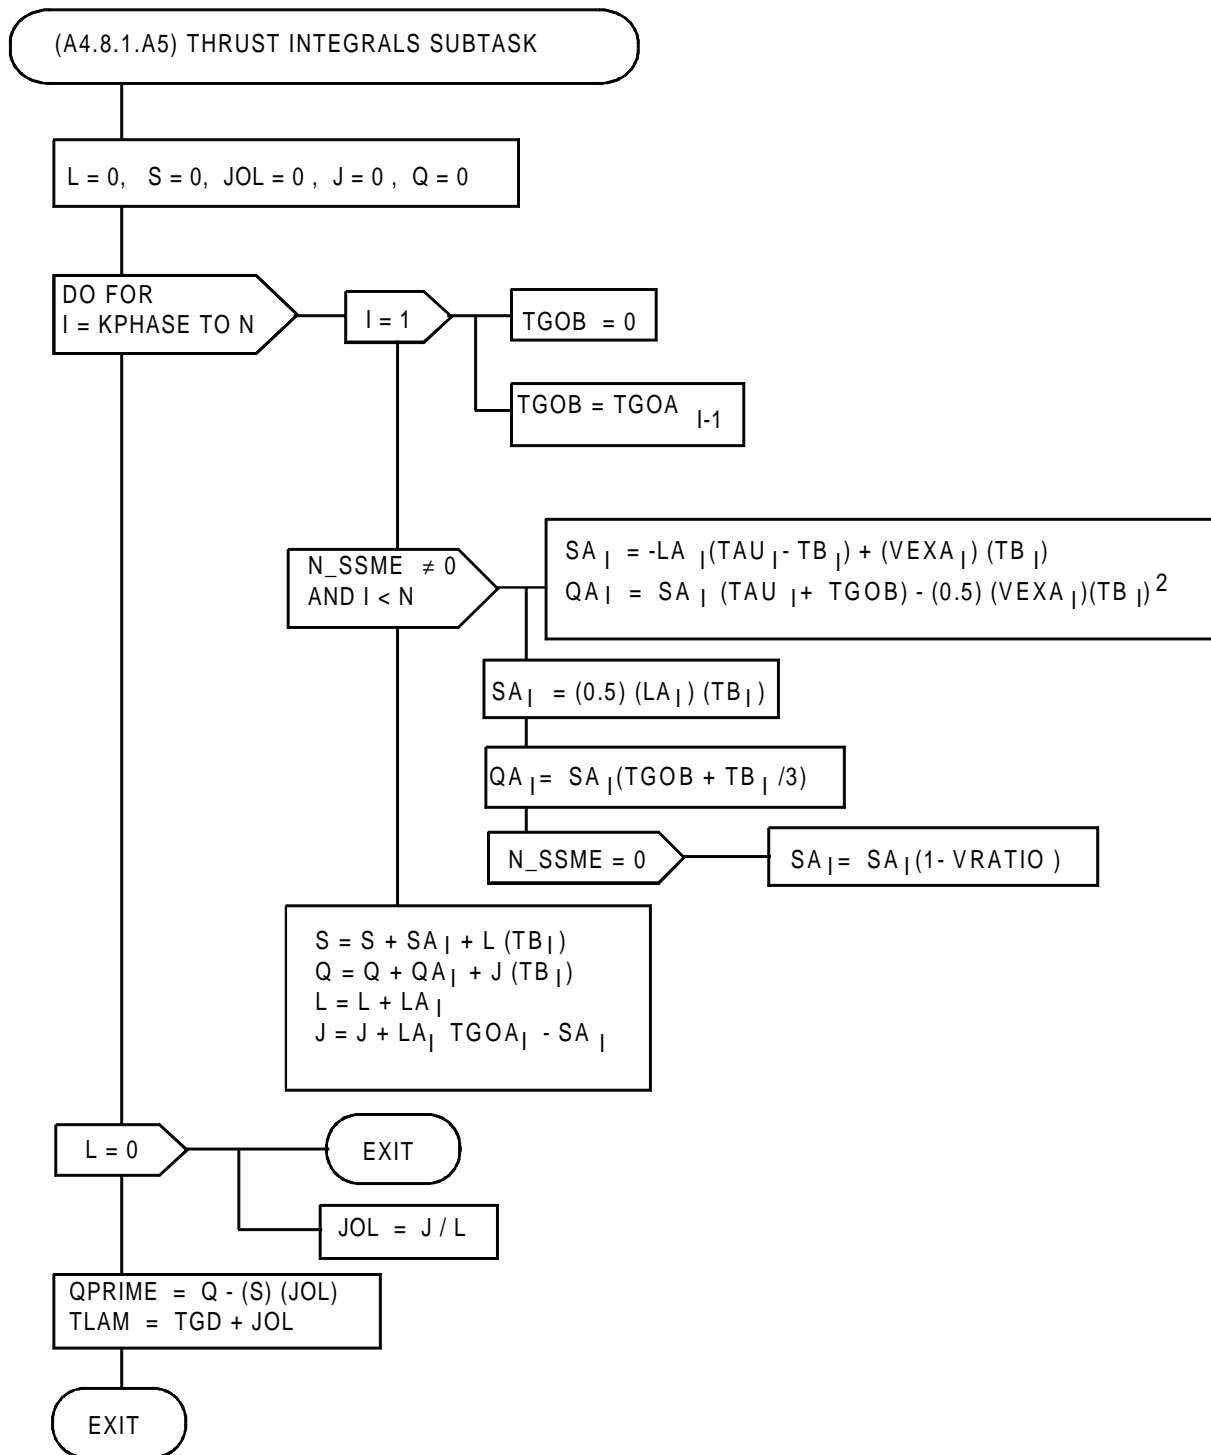 (A4.8.1.A5) THRUST INTEGRALS SUBTASK
L = 0, S = 0, JOL = 0 , J = 0 , Q = 0
DO FOR
I = KPHASE TO N
I = 1
TGOB = 0
TGOB = TGOA I-1
N_SSME ≠ 0
AND I < N
SA I = -LA I (TAU I - TB I) + (VEXA I) (TB I)
QA I = SA I (TAU I + TGOB) - (0.5) (VEXA I)(TB I) 2
SA I = (0.5) (LA I) (TB I)
QA I = SA I (TGOB + TB I /3)
N_SSME = 0
SA I = SA I (1- VRATIO )
S = S + SA I + L (TB I)
Q = Q + QA I + J (TB I)
L = L + LA I
J = J + LA I TGOA I - SA I
L = 0
EXIT
JOL = J / L
QPRIME = Q - (S) (JOL)
TLAM = TGD + JOL
EXIT